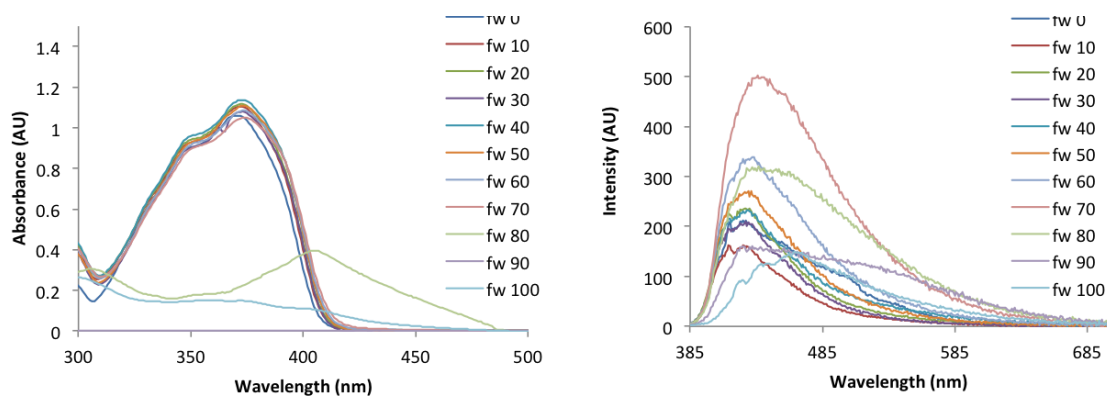 fw 0
fw 10
fw 20
fw 30
fw 40
fw 50
fw 60
fw 70
fw 80
fw 90
fw 100
1.4
1.2
1
0.8
0.6
0.4
0.2
0
300
350
400
450
500
Absorbance (AU)
Wavelength (nm)
fw 0
fw 10
fw 20
fw 30
fw 40
fw 50
fw 60
fw 70
fw 80
fw 90
fw 100
600
500
400
300
200
100
0
385
485
585
685
Intensity (AU)
Wavelength (nm)